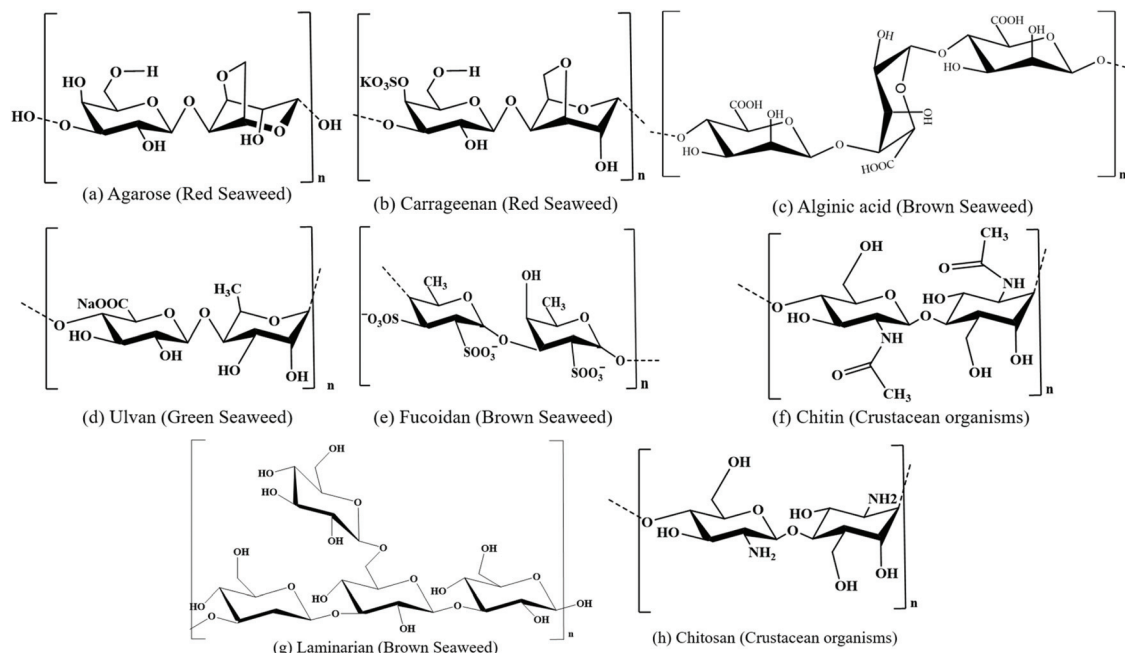 HO
O—H
O
O
O
HO
O
OH
O
HO
OH
n
(a) Agarose (Red Seaweed)
KO₃SO
O—H
O
O
O
O
OH
O
OH
n
(b) Carrageenan (Red Seaweed)
COOH
OH
O
O
OH
HO
O
O
COOH
OH
O
HO
O
O
OH
HOOC
n
(c) Alginic acid (Brown Seaweed)
NaOOC
O
HO
OH
O
O
H₃C
O
HO
OH
n
(d) Ulvan (Green Seaweed)
CH₃
O
⁻O₃SO
SOO₃⁻
O
OH
CH₃
O
SOO₃⁻
O
n
(e) Fucoidan (Brown Seaweed)
OH
CH₃
O
NH
O
O
HO
O
HO
O
NH
OH
OH
O
CH₃
n
(f) Chitin (Crustacean organisms)
OH
HO
HO
O
OH
O
OH
HO
O
O
O
HO
O
O
OH
HO
O
OH
O
HO
O
OH
OH
n
(g) Laminarian (Brown Seaweed)
OH
O
O
HO
NH₂
O
HO
NH2
OH
OH
n
(h) Chitosan (Crustacean organisms)